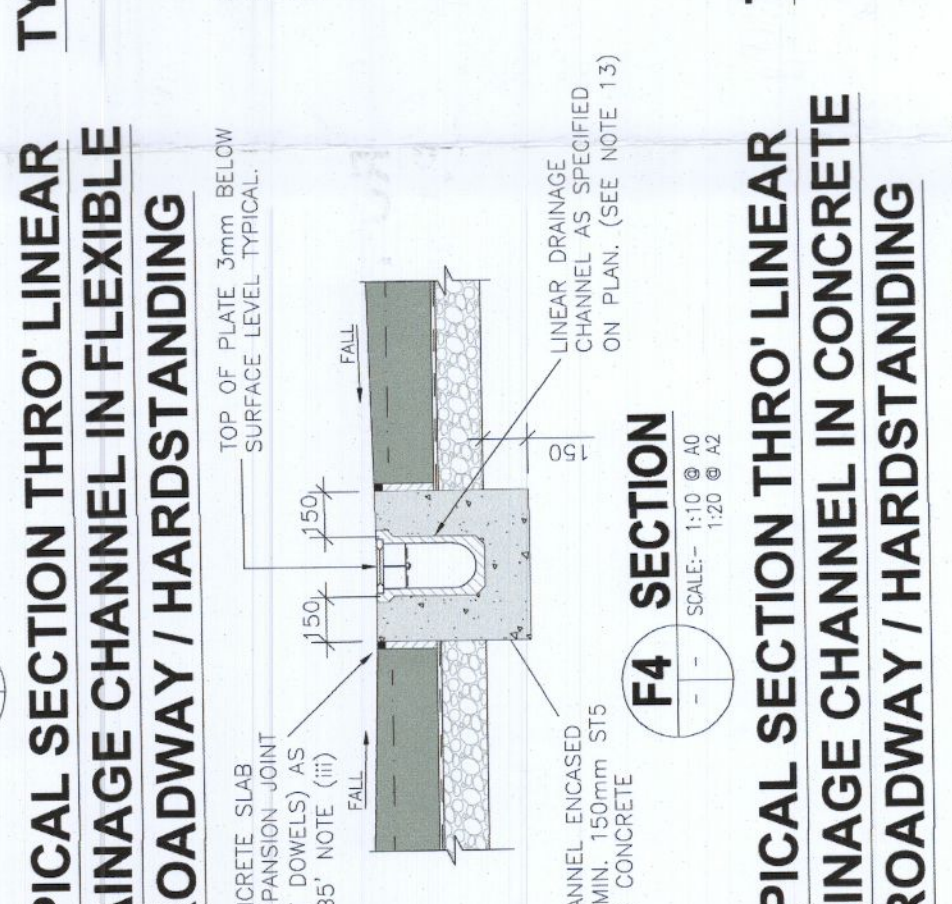 PICAL SECTION THRO' LINEAR
AINAGE CHANNEL IN FLEXIBLE
OADWAY / HARDSTANDING
TY
TOP OF PLATE 3mm BELOW
SURFACE LEVEL TYPICAL.
CRETE SLAB
PANSION JOINT
DOWELS) AS
35' NOTE (iii)
150
150
FALL
FALL
150
LINEAR DRAINAGE
CHANNEL AS SPECIFIED
ON PLAN. (SEE NOTE 13)
ANNEL ENCASED
MIN. 150mm ST5
CONCRETE
F4
- -
SECTION
SCALE:- 1:10 @ A0
1:20 @ A2
PICAL SECTION THRO' LINEAR
AINAGE CHANNEL IN CONCRETE
ROADWAY / HARDSTANDING